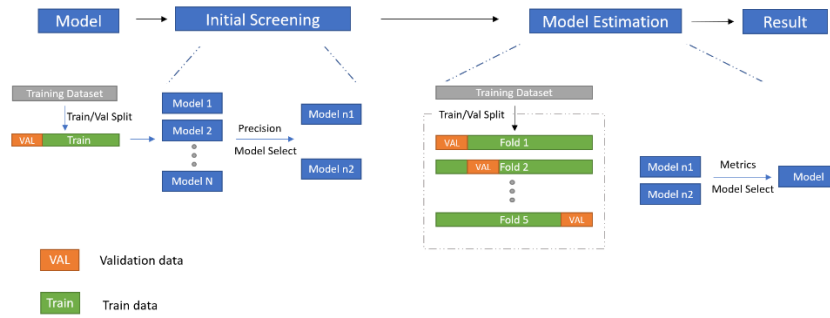 Model
Initial Screening
Model Estimation
Result
Training Dataset
Train/Val Split
VAL
Train
Model 1
Model 2
Model N
Precision
Model Select
Model n1
Model n2
Training Dataset
Train/Val Split
VAL
Fold 1
VAL
Fold 2
Fold 5
VAL
Model n1
Model n2
Metrics
Model Select
Model
VAL
Validation data
Train
Train data